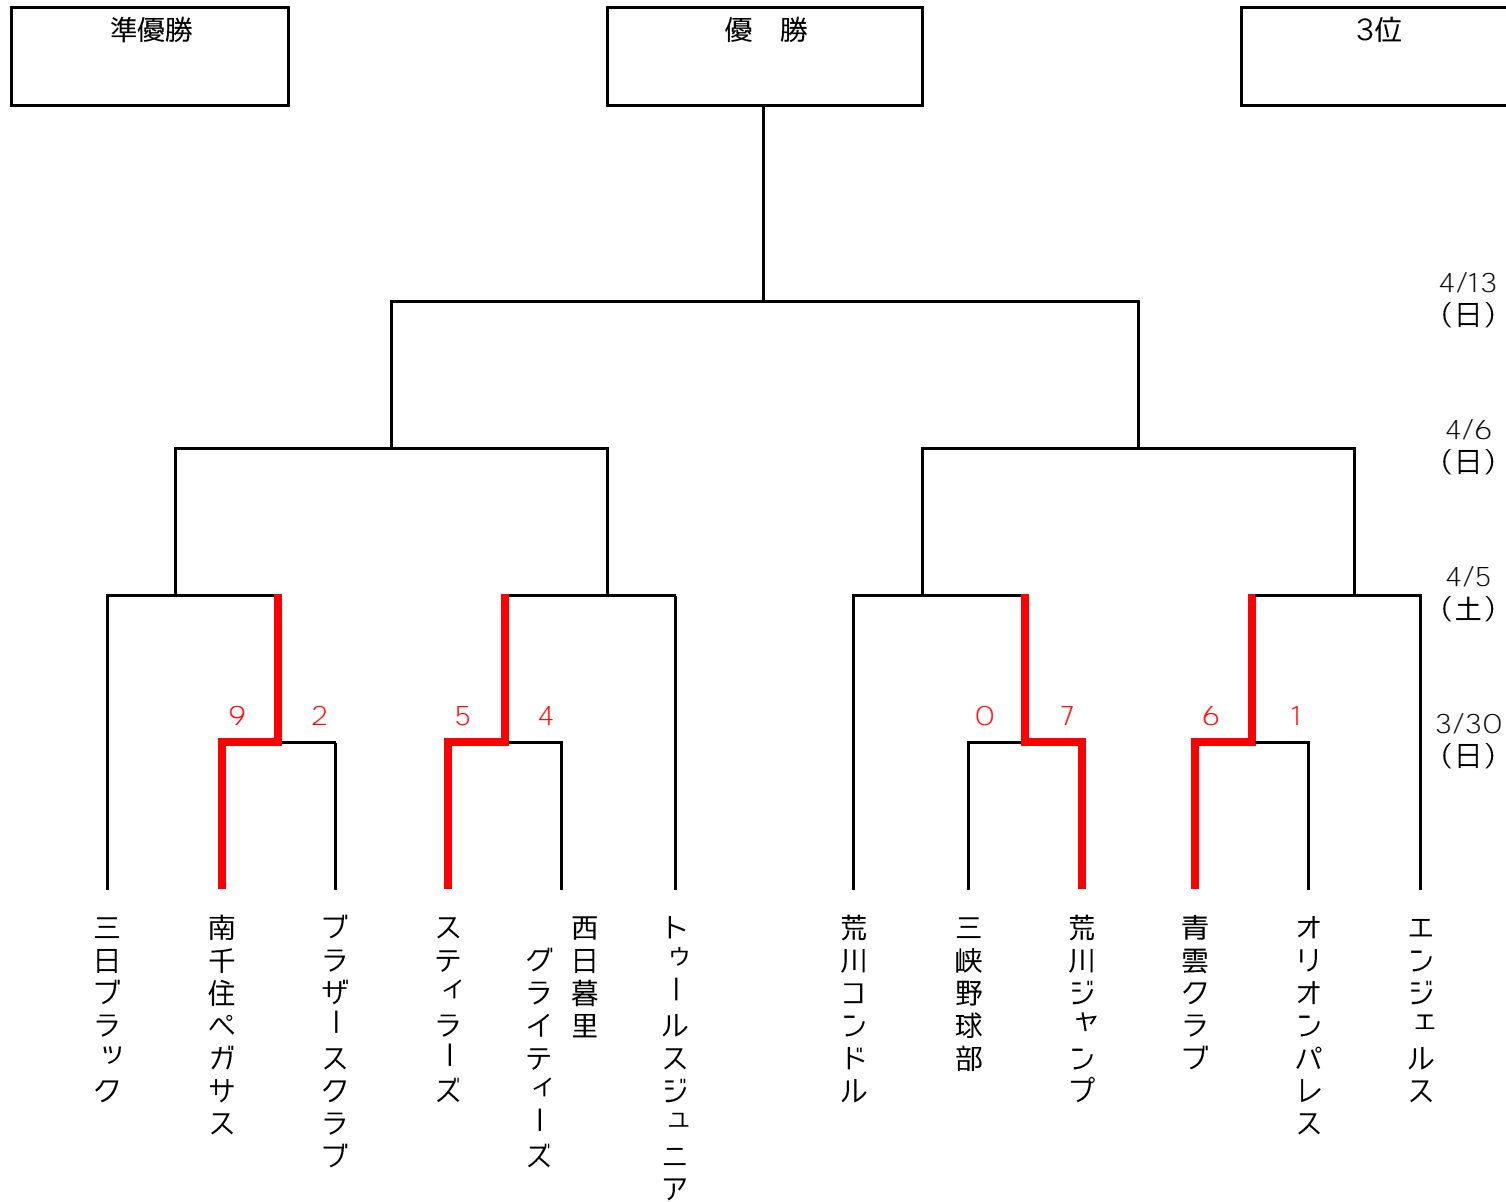 準優勝
優　勝
3位
4/13
（日）
4/6
（日）
4/5
（土）
9
2
5
4
0
7
6
1
3/30
（日）
三日ブラック
南千住ペガサス
ブラザースクラブ
スティラーズ
西日暮里
グライティーズ
トゥールスジュニア
荒川コンドル
三峡野球部
荒川ジャンプ
青雲クラブ
オリオンパレス
エンジェルス